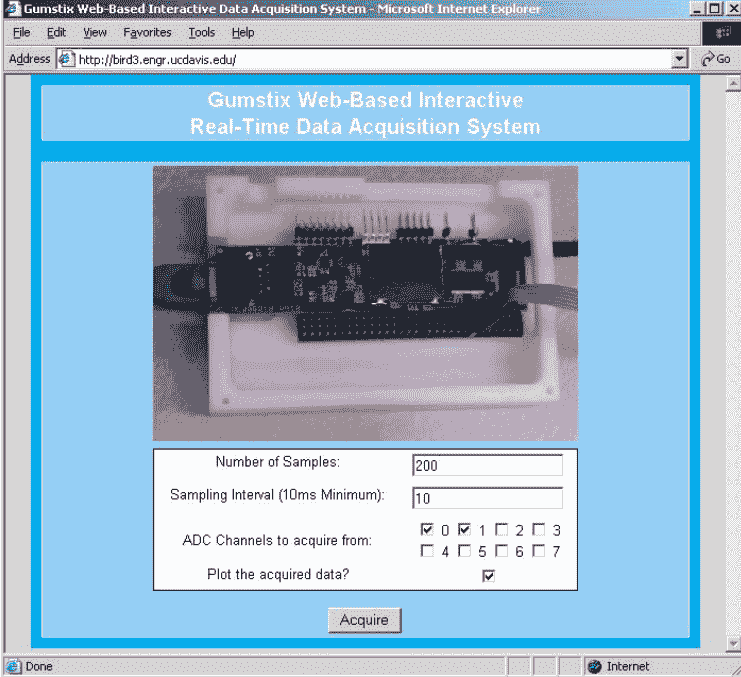 Gumstix Web-Based Interactive Data Acquisition System - Microsoft Internet Explorer
File Edit View Favorites Tools Help
Address http://bird3.engr.ucdavis.edu/ Go
Gumstix Web-Based Interactive
Real-Time Data Acquisition System
Number of Samples: 200
Sampling Interval (10ms Minimum): 10
ADC Channels to acquire from: 0 1 2 3
4 5 6 7
Plot the acquired data?
Acquire
Done Internet